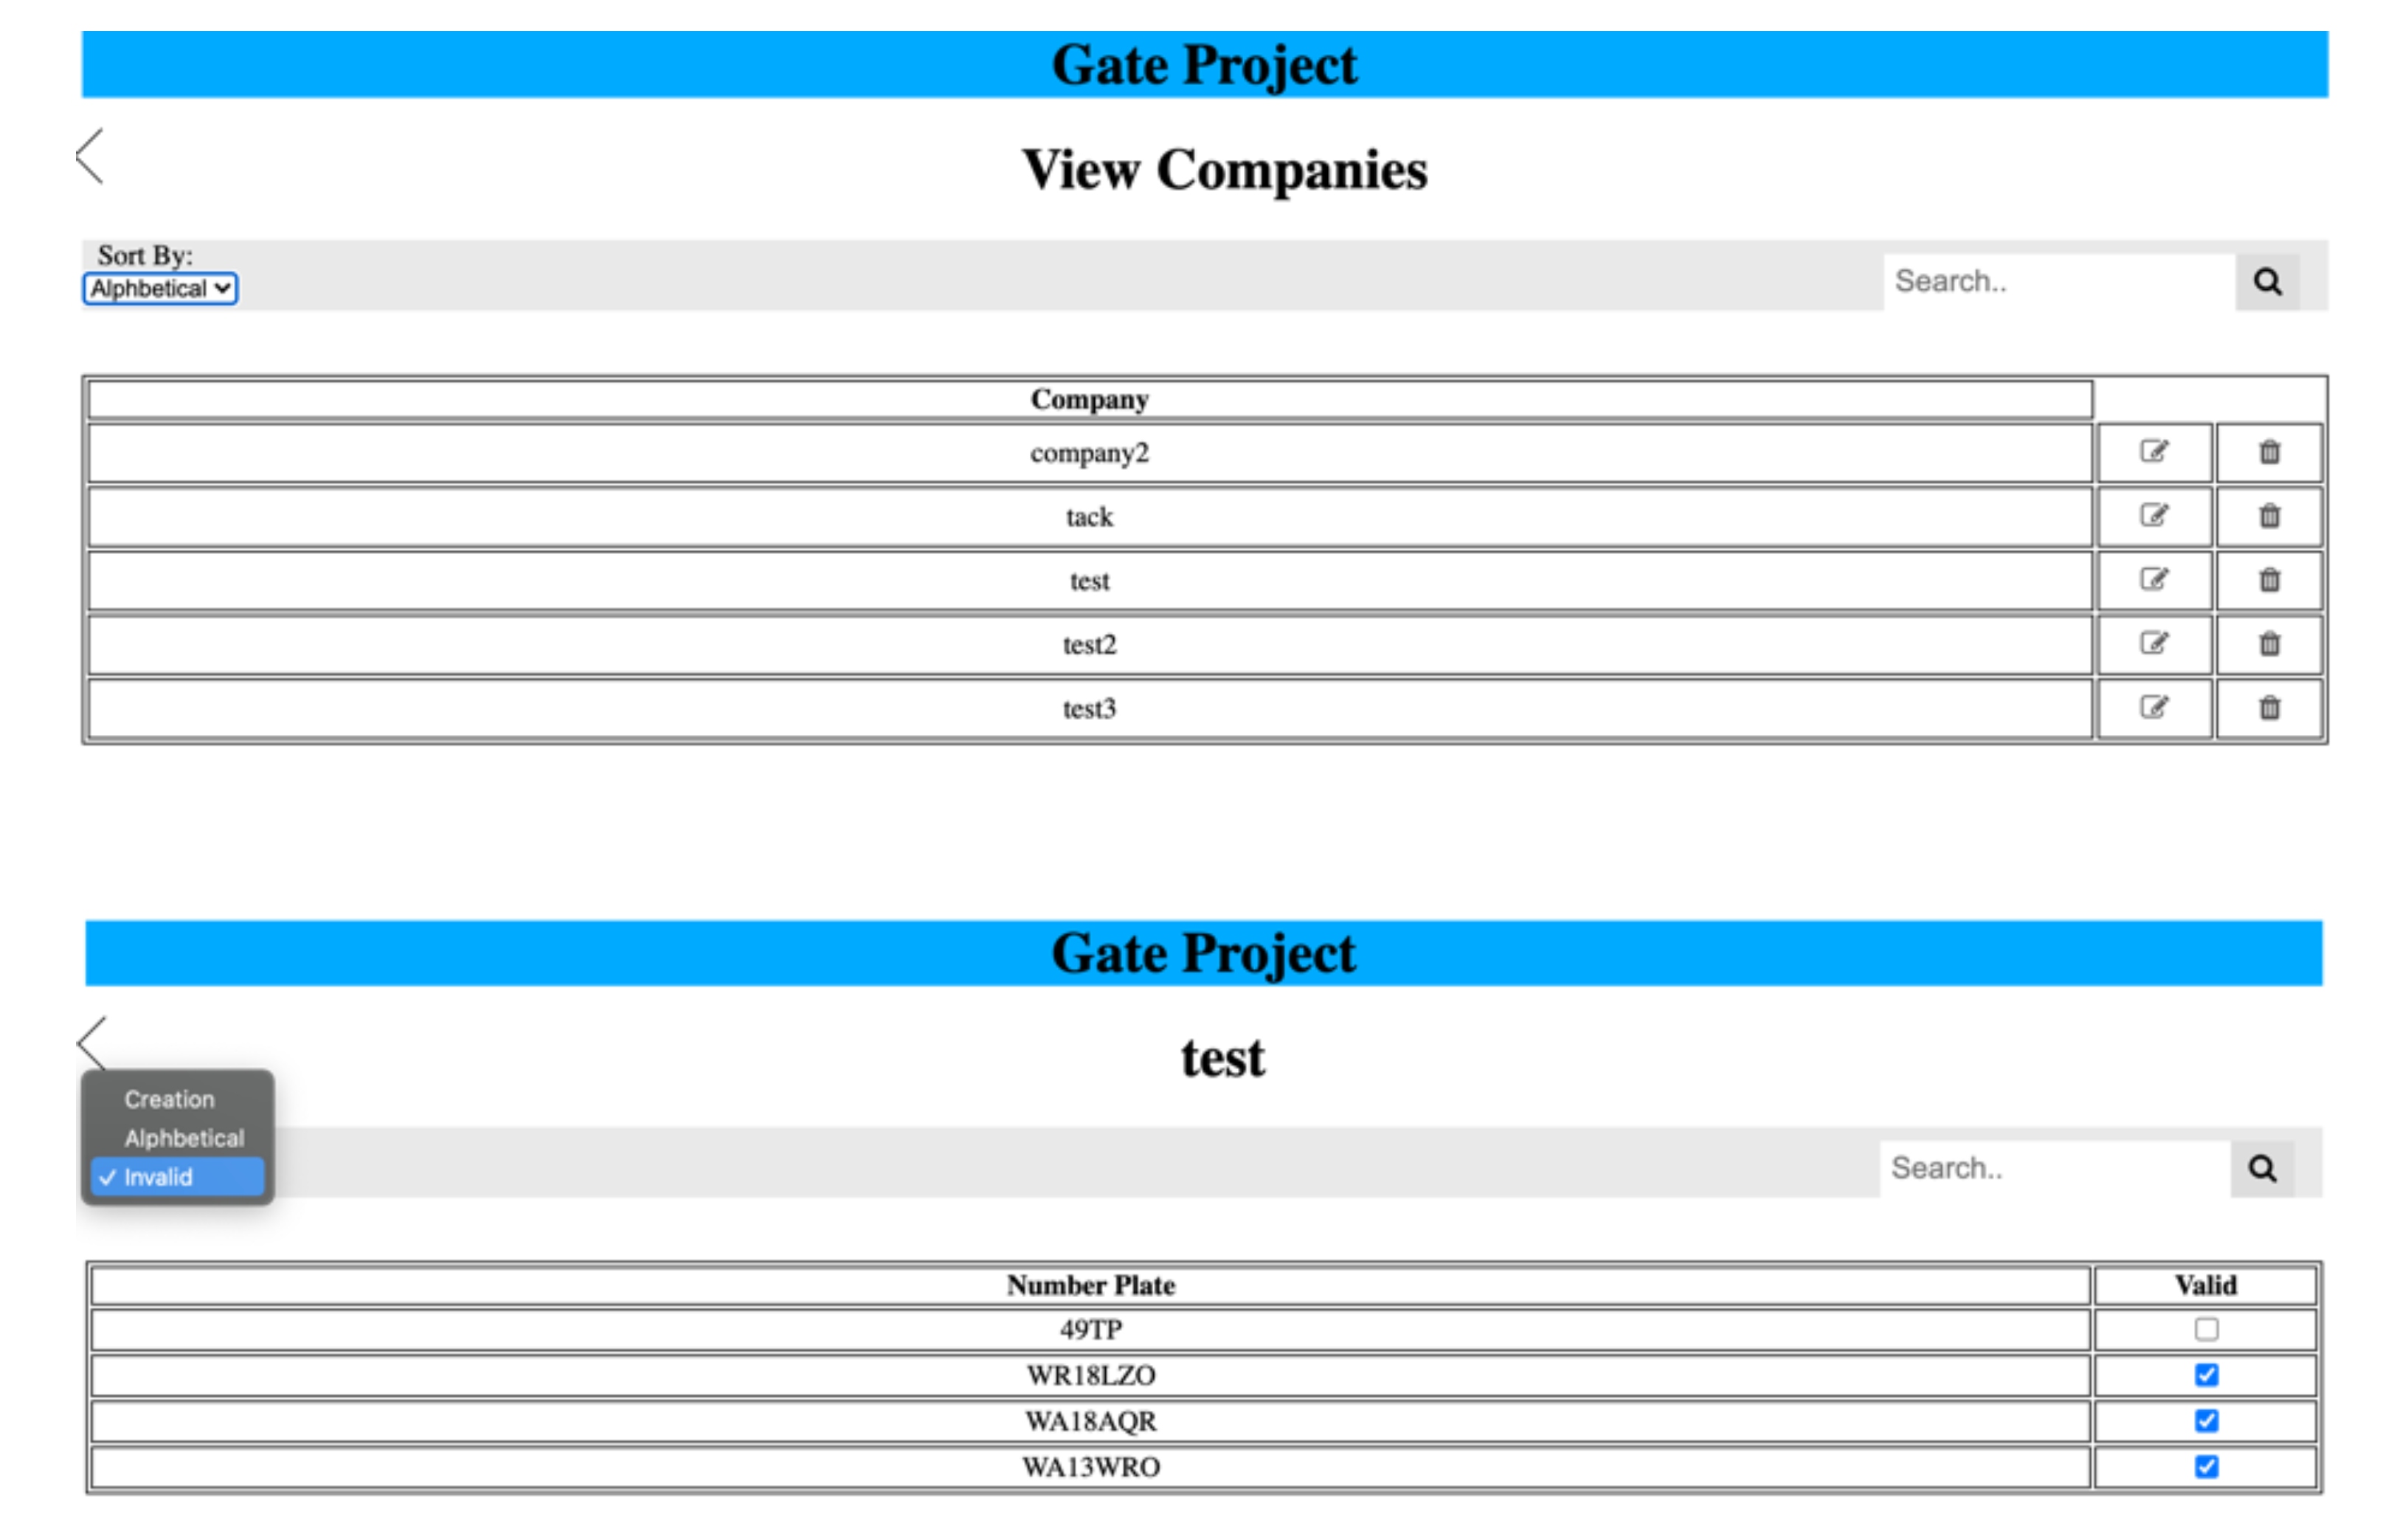 Gate Project
View Companies
Sort By:
Alphbetical
Search..
Company
company2
tack
test
test2
test3
Gate Project
test
Creation
Alphbetical
Invalid
Search..
Number Plate Valid
49TP
WR18LZO
WA18AQR
WA13WRO